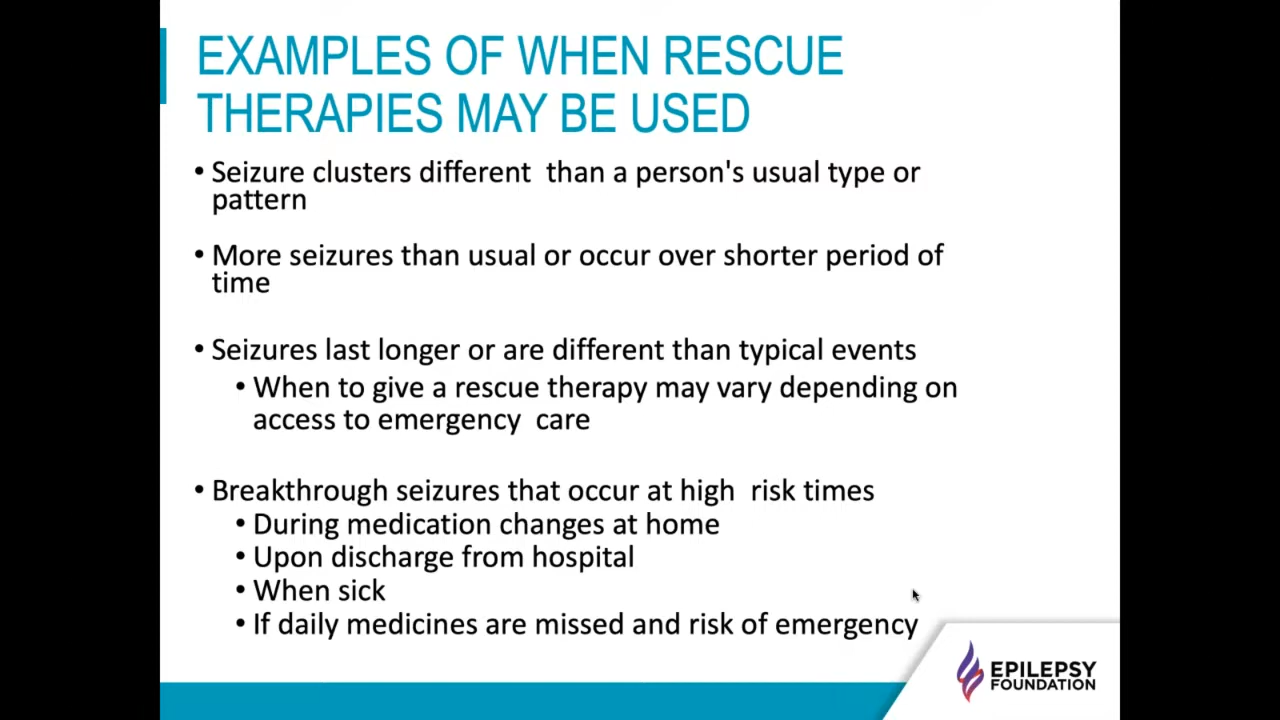 EXAMPLES OF WHEN RESCUE
THERAPIES MAY BE USED
• Seizure clusters different  than a person's usual type or
pattern
• More seizures than usual or occur over shorter period of
time
• Seizures last longer or are different than typical events
• When to give a rescue therapy may vary depending on
access to emergency  care
• Breakthrough seizures that occur at high  risk times
• During medication changes at home
• Upon discharge from hospital
• When sick
• If daily medicines are missed and risk of emergency
EPILEPSY
FOUNDATION